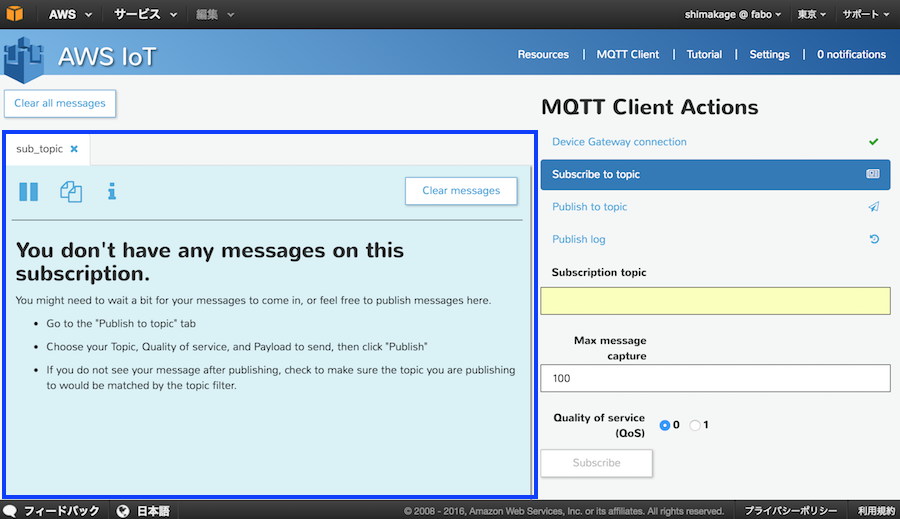 AWS サービス 編集 shimakage @ fabo 東京 サポート
AWS IoT Resources MQTT Client Tutorial Settings 0 notifications
Clear all messages
sub_topic
Clear messages
You don't have any messages on this
subscription.
You might need to wait a bit for your messages to come in, or feel free to publish messages here.
Go to the "Publish to topic" tab
Choose your Topic, Quality of service, and Payload to send, then click "Publish"
If you do not see your message after publishing, check to make sure the topic you are publishing
to would be matched by the topic filter.
MQTT Client Actions
Device Gateway connection
Subscribe to topic
Publish to topic
Publish log
Subscription topic
Max message
capture
100
Quality of service
(QoS)
0 1
Subscribe
フィードバック 日本語 © 2008 - 2016, Amazon Web Services, Inc. or its affiliates. All rights reserved. プライバシーポリシー 利用規約